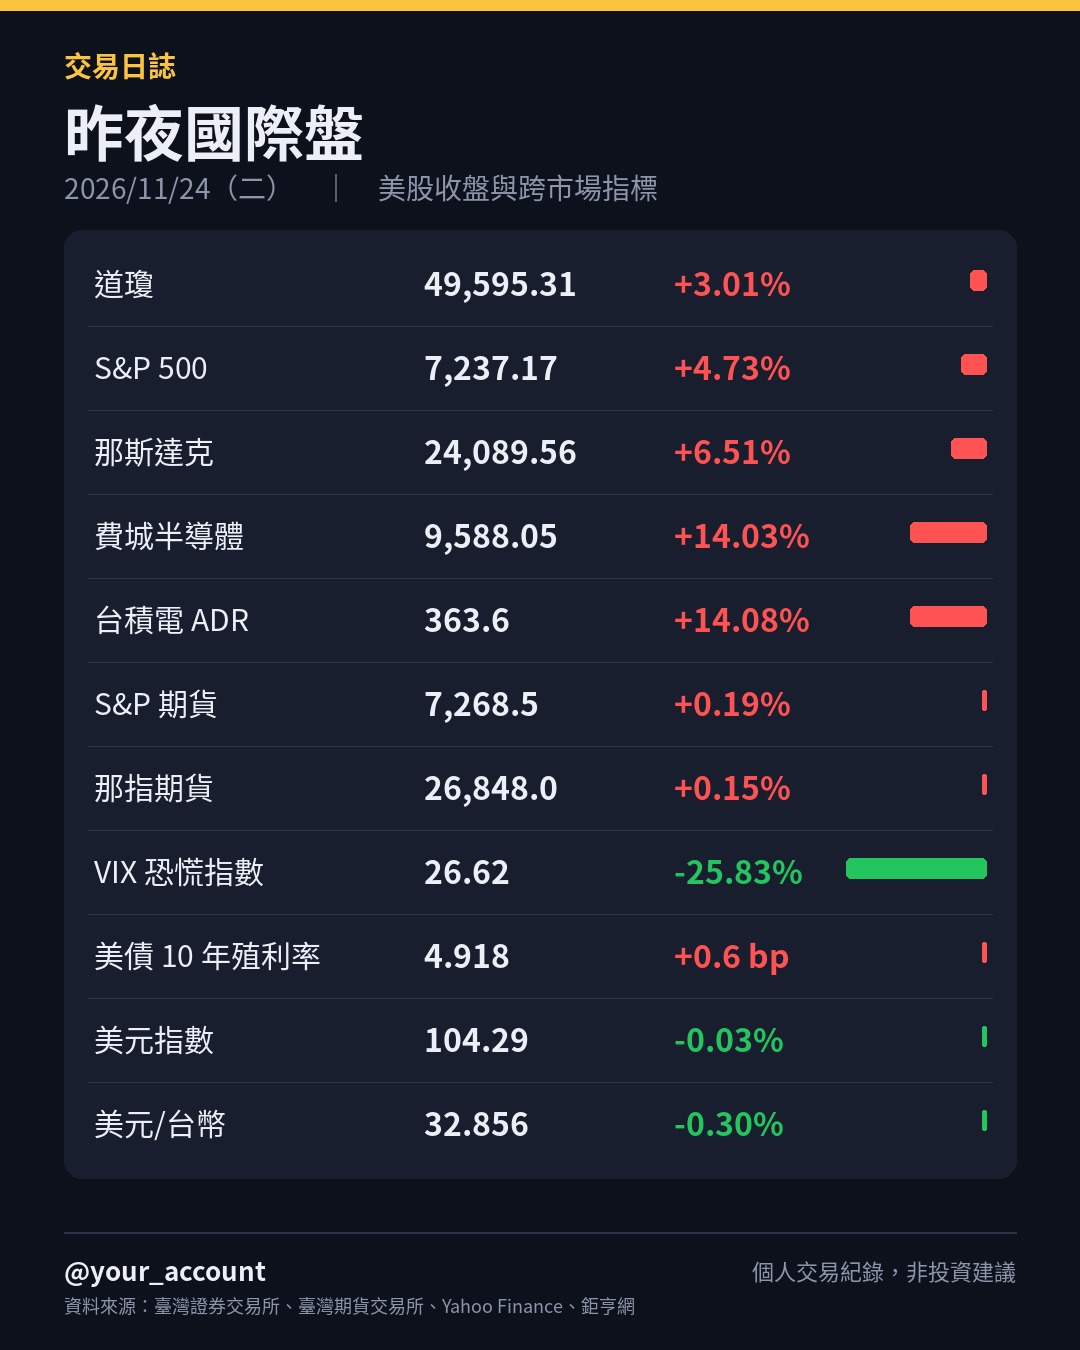 交易日誌
昨夜國際盤
2026/11/24（二） ｜ 美股收盤與跨市場指標
道瓊 49,595.31 +3.01%
S&P 500 7,237.17 +4.73%
那斯達克 24,089.56 +6.51%
費城半導體 9,588.05 +14.03%
台積電 ADR 363.6 +14.08%
S&P 期貨 7,268.5 +0.19%
那指期貨 26,848.0 +0.15%
VIX 恐慌指數 26.62 -25.83%
美債 10 年殖利率 4.918 +0.6 bp
美元指數 104.29 -0.03%
美元/台幣 32.856 -0.30%
@your_account 個人交易紀錄，非投資建議
資料來源：臺灣證券交易所、臺灣期貨交易所、Yahoo Finance、鉅亨網